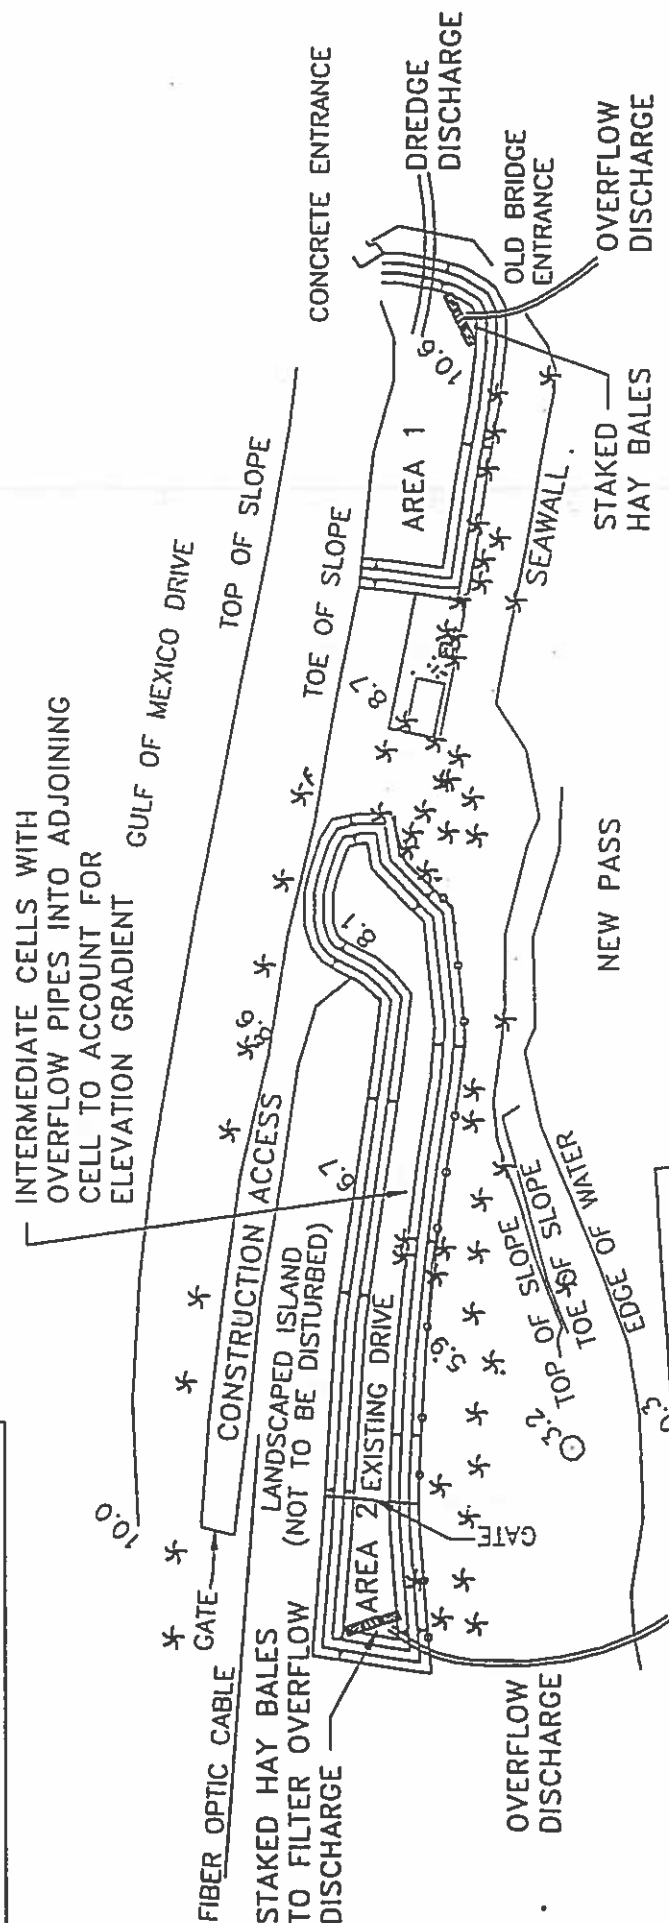 INTERMEDIATE CELLS WITH
OVERFLOW PIPES INTO ADJOINING
CELL TO ACCOUNT FOR
ELEVATION GRADIENT
GULF OF MEXICO DRIVE
TOP OF SLOPE
TOE OF SLOPE
CONCRETE ENTRANCE
DREDGE
DISCHARGE
OLD BRIDGE
ENTRANCE
OVERFLOW
DISCHARGE
10.6
AREA 1
STAKED
HAY BALES
SEAWALL
8.7
8.1
8.6
6.7
10.0
GATE
CONSTRUCTION ACCESS
FIBER OPTIC CABLE
LANDSCAPED ISLAND
(NOT TO BE DISTURBED)
STAKED HAY BALES
TO FILTER OVERFLOW
DISCHARGE
AREA 2
EXISTING DRIVE
GATE
5.9
3.2
TOP OF SLOPE
TOE OF SLOPE
EDGE OF WATER
NEW PASS
OVERFLOW
DISCHARGE